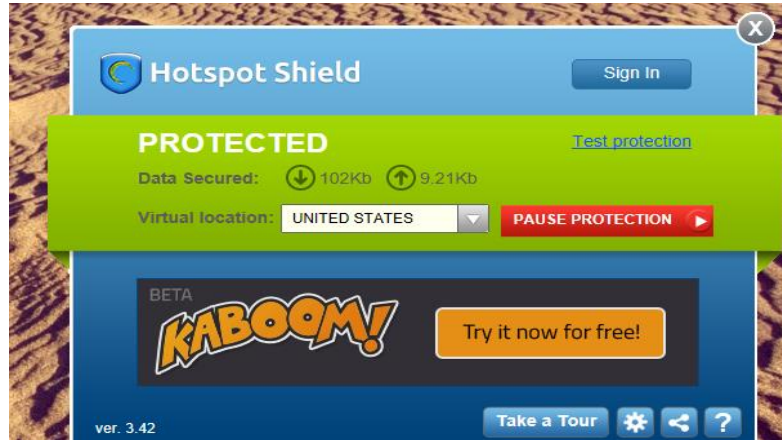 X
Hotspot Shield
Sign In
PROTECTED
Test protection
Data Secured: 102Kb 9.21Kb
Virtual location: UNITED STATES PAUSE PROTECTION
BETA
KABOOM!
Try it now for free!
ver. 3.42
Take a Tour ?